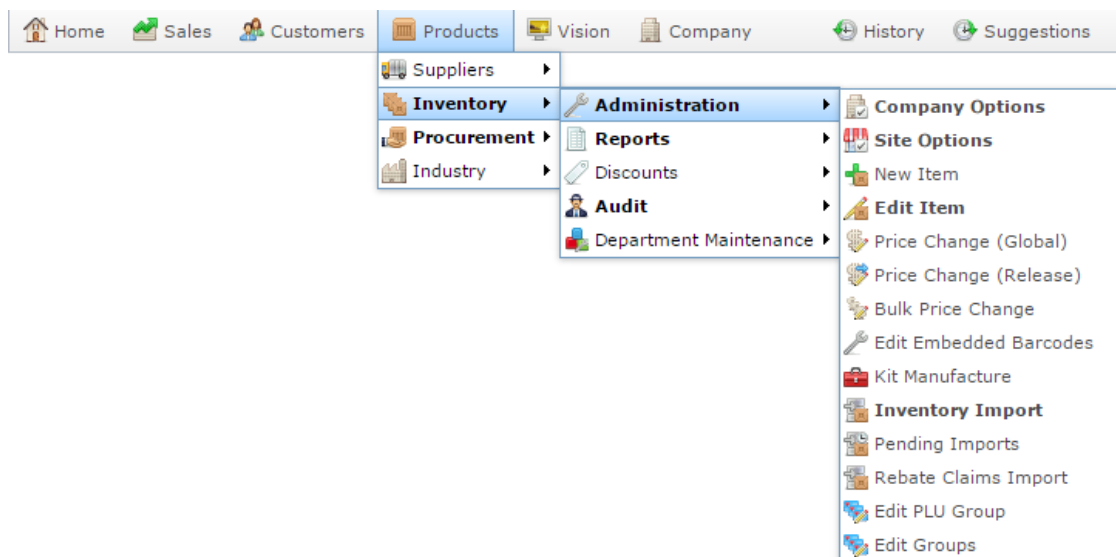 Home Sales Customers Products Vision Company History Suggestions
Suppliers
Inventory
Procurement
Industry
Administration
Reports
Discounts
Audit
Department Maintenance
Company Options
Site Options
New Item
Edit Item
Price Change (Global)
Price Change (Release)
Bulk Price Change
Edit Embedded Barcodes
Kit Manufacture
Inventory Import
Pending Imports
Rebate Claims Import
Edit PLU Group
Edit Groups